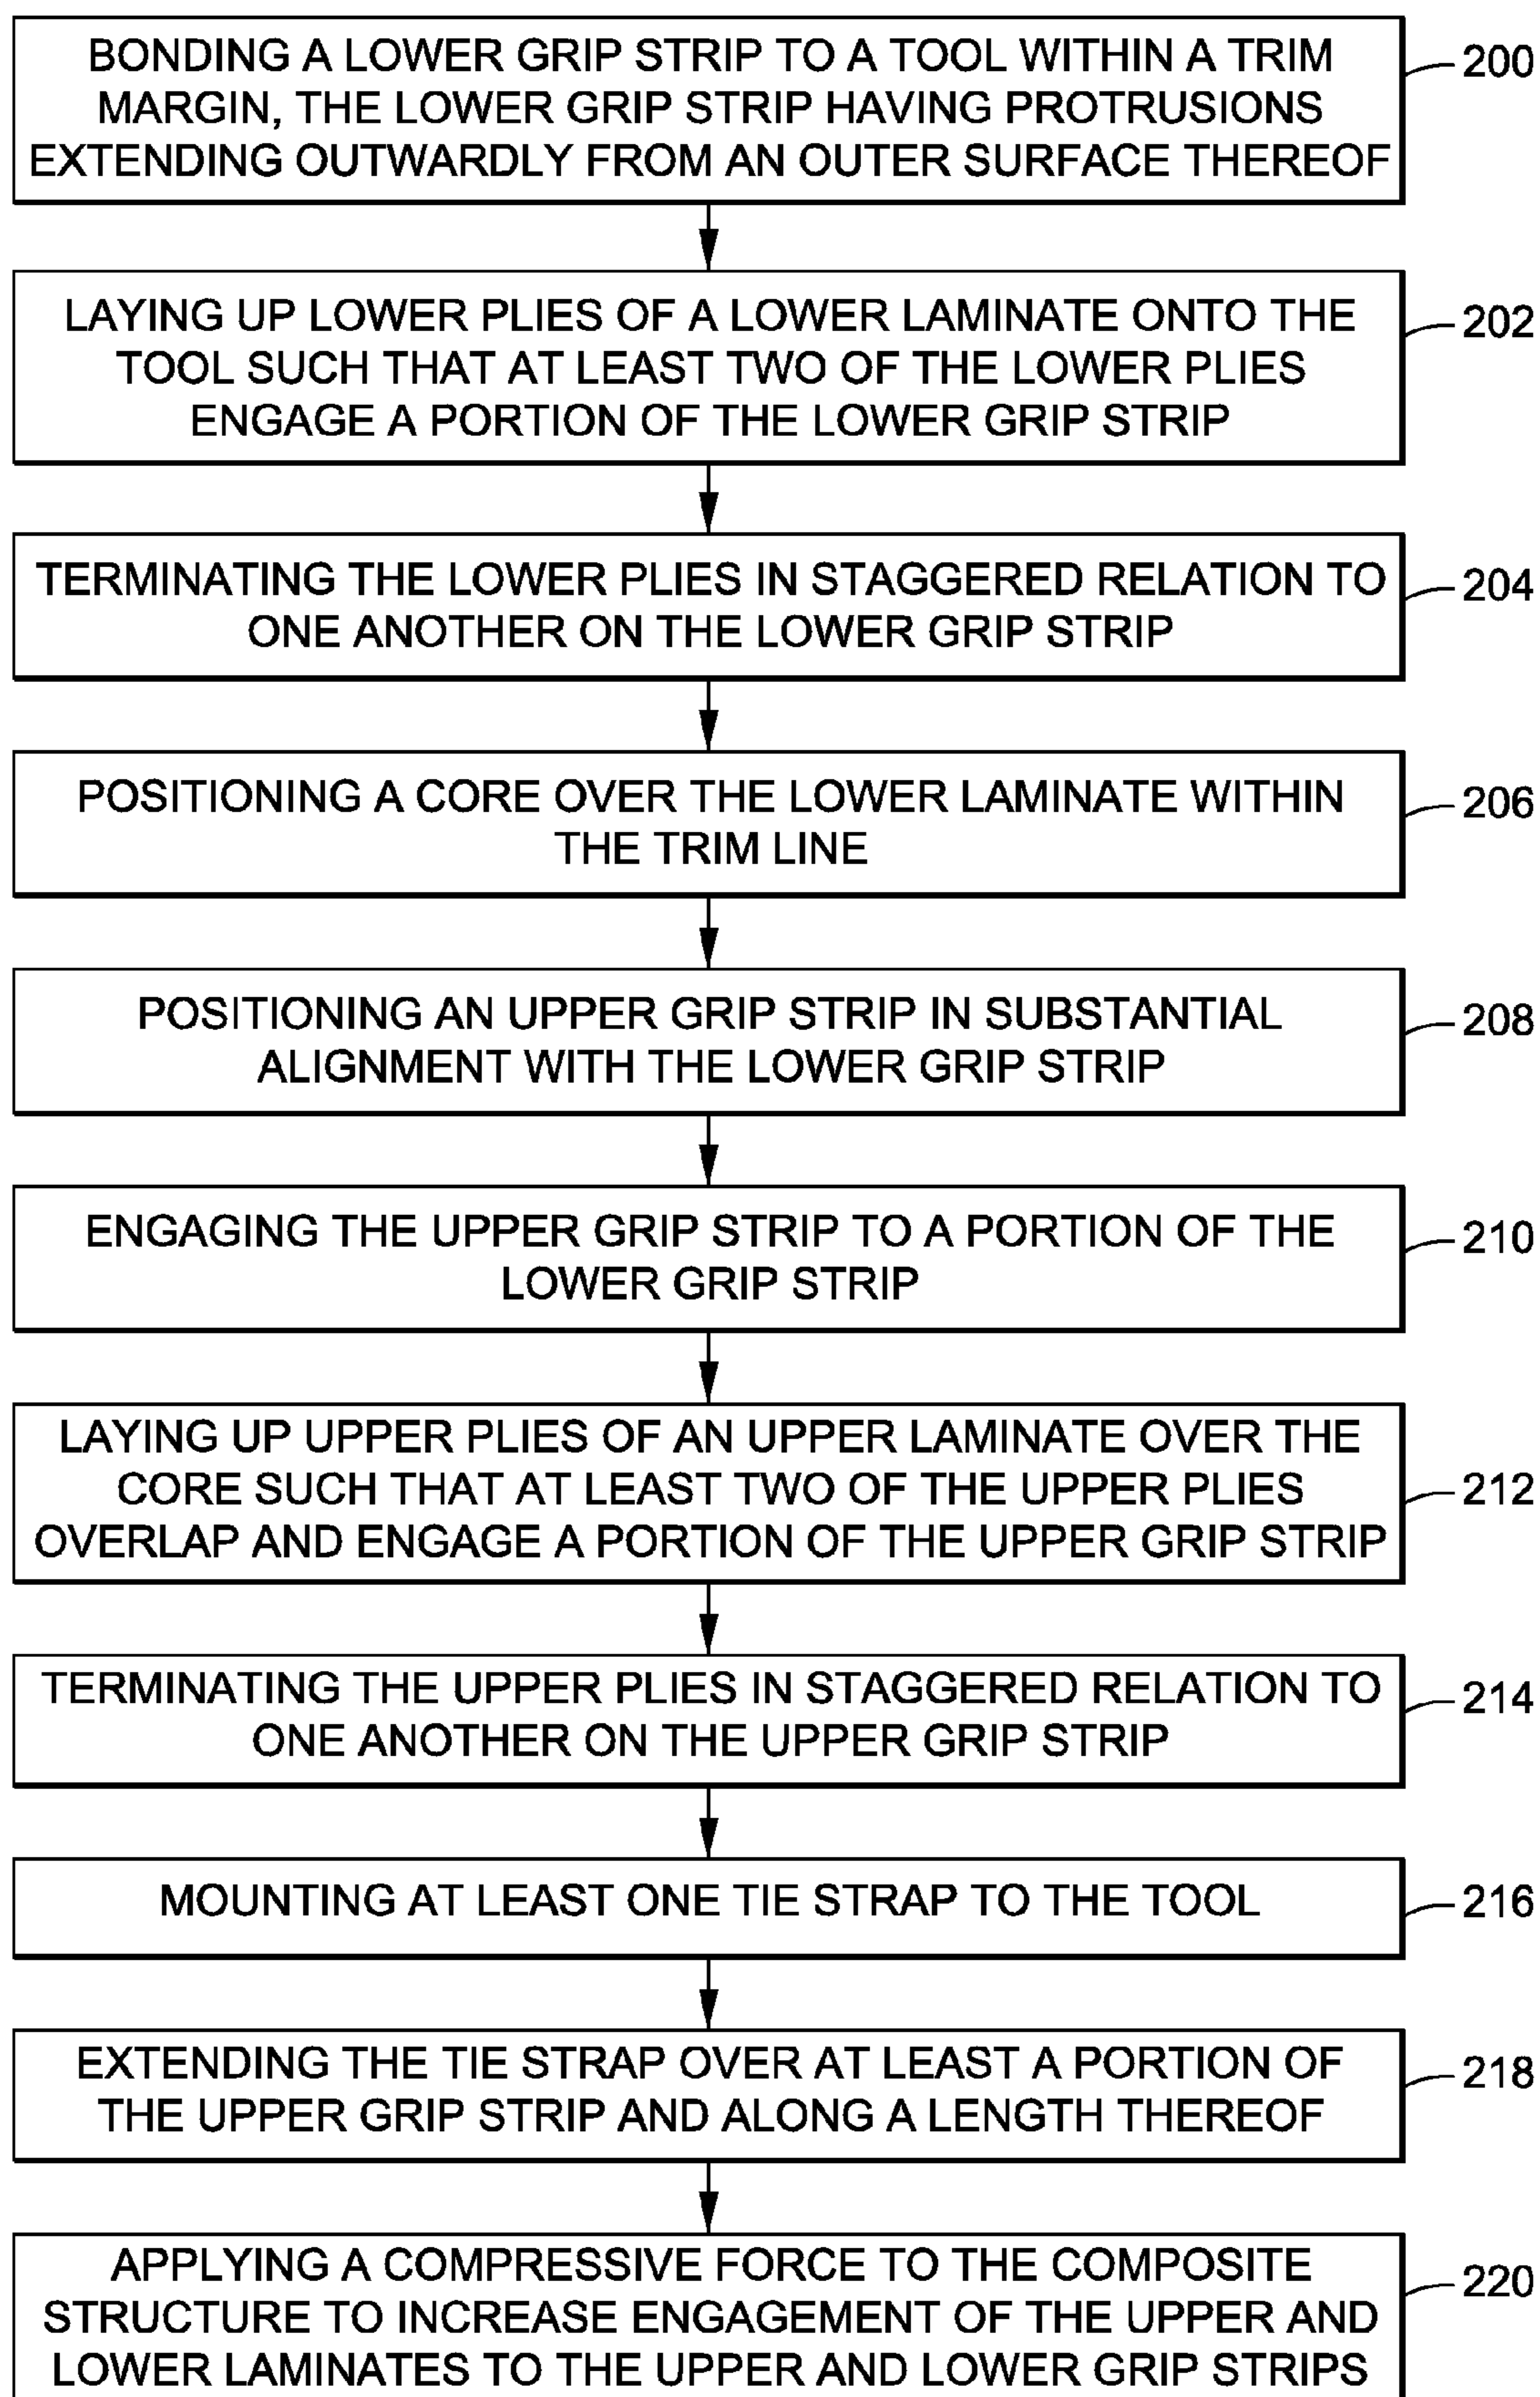 BONDING A LOWER GRIP STRIP TO A TOOL WITHIN A TRIM
MARGIN, THE LOWER GRIP STRIP HAVING PROTRUSIONS
EXTENDING OUTWARDLY FROM AN OUTER SURFACE THEREOF
200
LAYING UP LOWER PLIES OF A LOWER LAMINATE ONTO THE
TOOL SUCH THAT AT LEAST TWO OF THE LOWER PLIES
ENGAGE A PORTION OF THE LOWER GRIP STRIP
202
TERMINATING THE LOWER PLIES IN STAGGERED RELATION TO
ONE ANOTHER ON THE LOWER GRIP STRIP
204
POSITIONING A CORE OVER THE LOWER LAMINATE WITHIN
THE TRIM LINE
206
POSITIONING AN UPPER GRIP STRIP IN SUBSTANTIAL
ALIGNMENT WITH THE LOWER GRIP STRIP
208
ENGAGING THE UPPER GRIP STRIP TO A PORTION OF THE
LOWER GRIP STRIP
210
LAYING UP UPPER PLIES OF AN UPPER LAMINATE OVER THE
CORE SUCH THAT AT LEAST TWO OF THE UPPER PLIES
OVERLAP AND ENGAGE A PORTION OF THE UPPER GRIP STRIP
212
TERMINATING THE UPPER PLIES IN STAGGERED RELATION TO
ONE ANOTHER ON THE UPPER GRIP STRIP
214
MOUNTING AT LEAST ONE TIE STRAP TO THE TOOL
216
EXTENDING THE TIE STRAP OVER AT LEAST A PORTION OF
THE UPPER GRIP STRIP AND ALONG A LENGTH THEREOF
218
APPLYING A COMPRESSIVE FORCE TO THE COMPOSITE
STRUCTURE TO INCREASE ENGAGEMENT OF THE UPPER AND
LOWER LAMINATES TO THE UPPER AND LOWER GRIP STRIPS
220